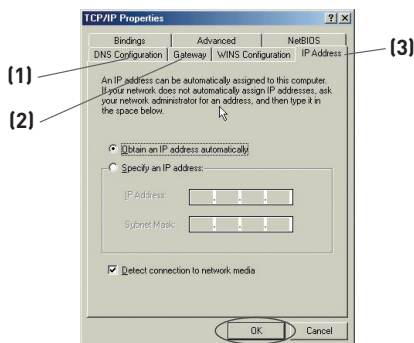 TCP/IP Properties
Bindings Advanced NetBIOS
DNS Configuration Gateway WINS Configuration IP Address
(3)
(1)
(2)
An IP address can be automatically assigned to this computer.
If your network does not automatically assign IP addresses, ask
your network administrator for an address, and then type it in
the space below.
Obtain an IP address automatically
Specify an IP address:
IP Address:
Subnet Mask:
Detect connection to network media
OK Cancel